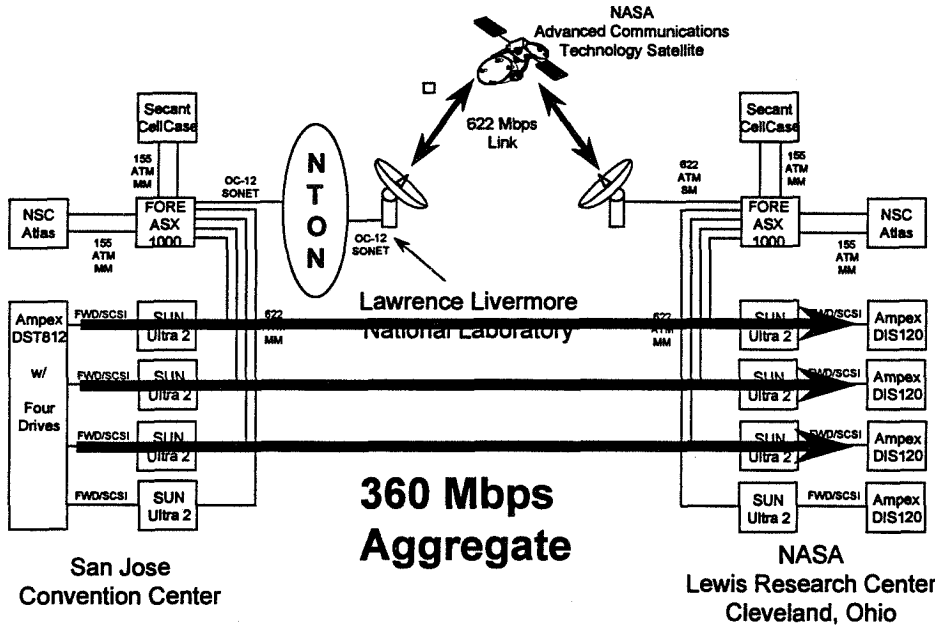 NASA
Advanced Communications
Technology Satellite
622 Mbps
Link
Secant
CellCase
155
ATM
MM
OC-12
SONET
NTON
NSC
Atlas
FORE
ASX
1000
155
ATM
MM
OC-12
SONET
Lawrence Livermore
National Laboratory
Secant
CellCase
622
ATM
SM
155
ATM
MM
FORE
ASX
1000
NSC
Atlas
155
ATM
MM
Ampex
DST812
w/
Four
Drives
FWD/SCSI
SUN
Ultra 2
622
MM
622
ATM
MM
SUN
Ultra 2
FWD/SCSI
Ampex
DIS120
FWD/SCSI
SUN
Ultra 2
SUN
Ultra 2
FWD/SCSI
Ampex
DIS120
FWD/SCSI
SUN
Ultra 2
SUN
Ultra 2
FWD/SCSI
Ampex
DIS120
FWD/SCSI
SUN
Ultra 2
SUN
Ultra 2
FWD/SCSI
Ampex
DIS120
360 Mbps
Aggregate
San Jose
Convention Center
NASA
Lewis Research Center
Cleveland, Ohio